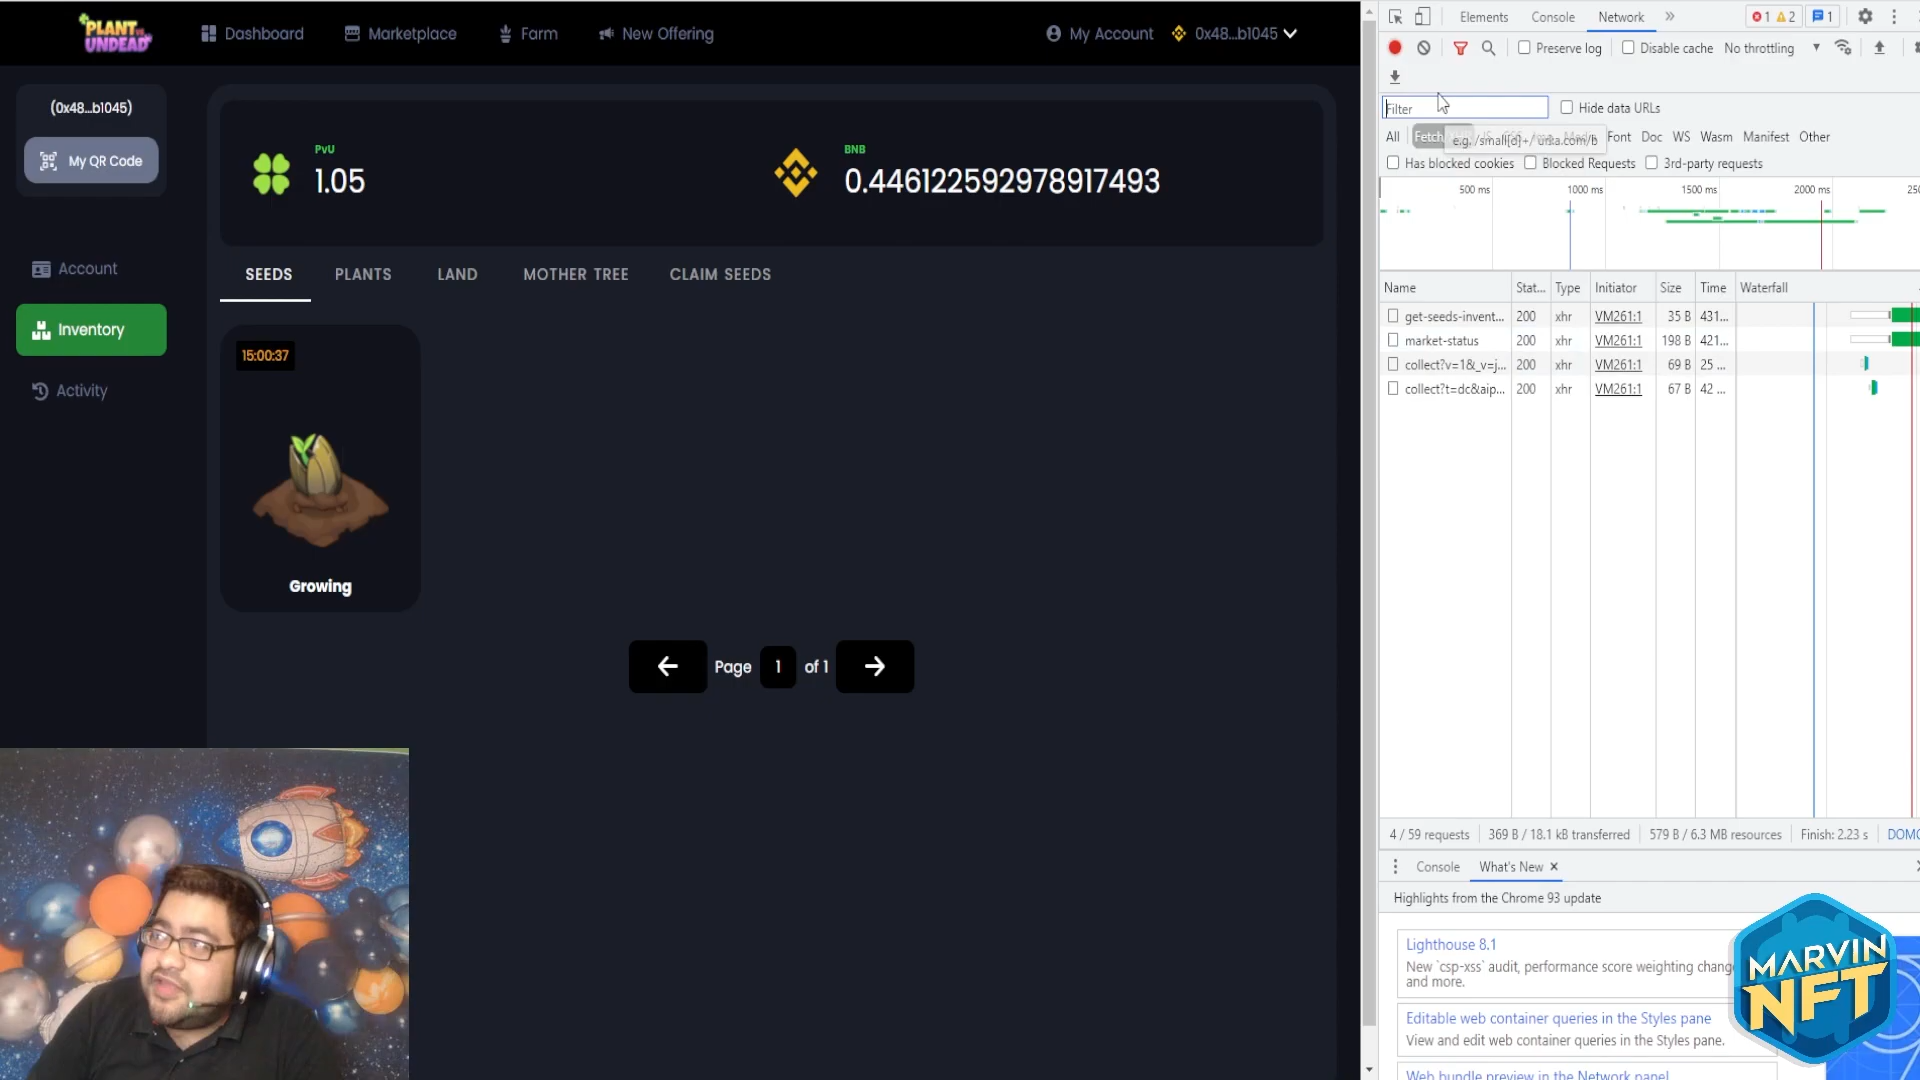 PLANT VS
UNDEAD
Dashboard
Marketplace
Farm
New Offering
My Account
0x48...b1045
(0x48...b1045)
My QR Code
Account
Inventory
Activity
PvU
1.05
BNB
0.446122592978917493
SEEDS
PLANTS
LAND
MOTHER TREE
CLAIM SEEDS
15:00:37
Growing
Page 1 of 1
Elements
Console
Network
1
2
1
Preserve log
Disable cache
No throttling
Filter
Hide data URLs
All
Fetch
Font
Doc
WS
Wasm
Manifest
Other
Has blocked cookies
Blocked Requests
3rd-party requests
500 ms
1000 ms
1500 ms
2000 ms
Name Stat... Type Initiator Size Time Waterfall
get-seeds-invent... 200 xhr VM261:1 35 B 431...
market-status 200 xhr VM261:1 198 B 421...
collect?v=1&_v=j... 200 xhr VM261:1 69 B 25 ...
collect?t=dc&aip... 200 xhr VM261:1 67 B 42 ...
4 / 59 requests
369 B / 18.1 kB transferred
579 B / 6.3 MB resources
Finish: 2.23 s
DOMC
Console
What's New
Highlights from the Chrome 93 update
Lighthouse 8.1
New `csp-xss` audit, performance score weighting chang
and more.
Editable web container queries in the Styles pane
View and edit web container queries in the Styles pane.
Web bundle preview in the Network panel
MARVIN
NFT